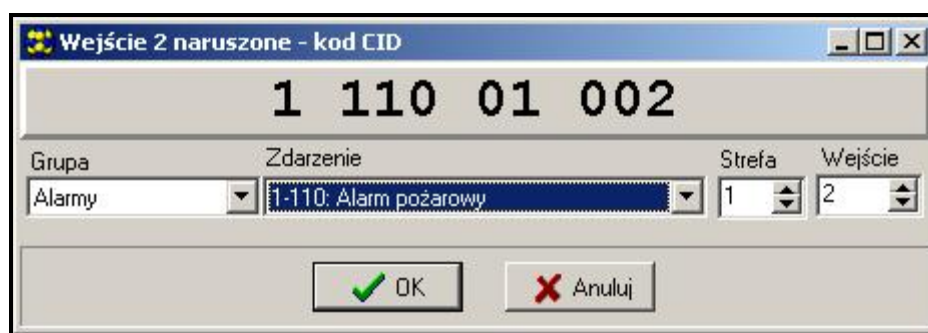 Wejście 2 naruszone - kod CID
1 110 01 002
Grupa Zdarzenie Strefa Wejście
Alarmy 1-110: Alarm pożarowy 1 2
OK Anuluj